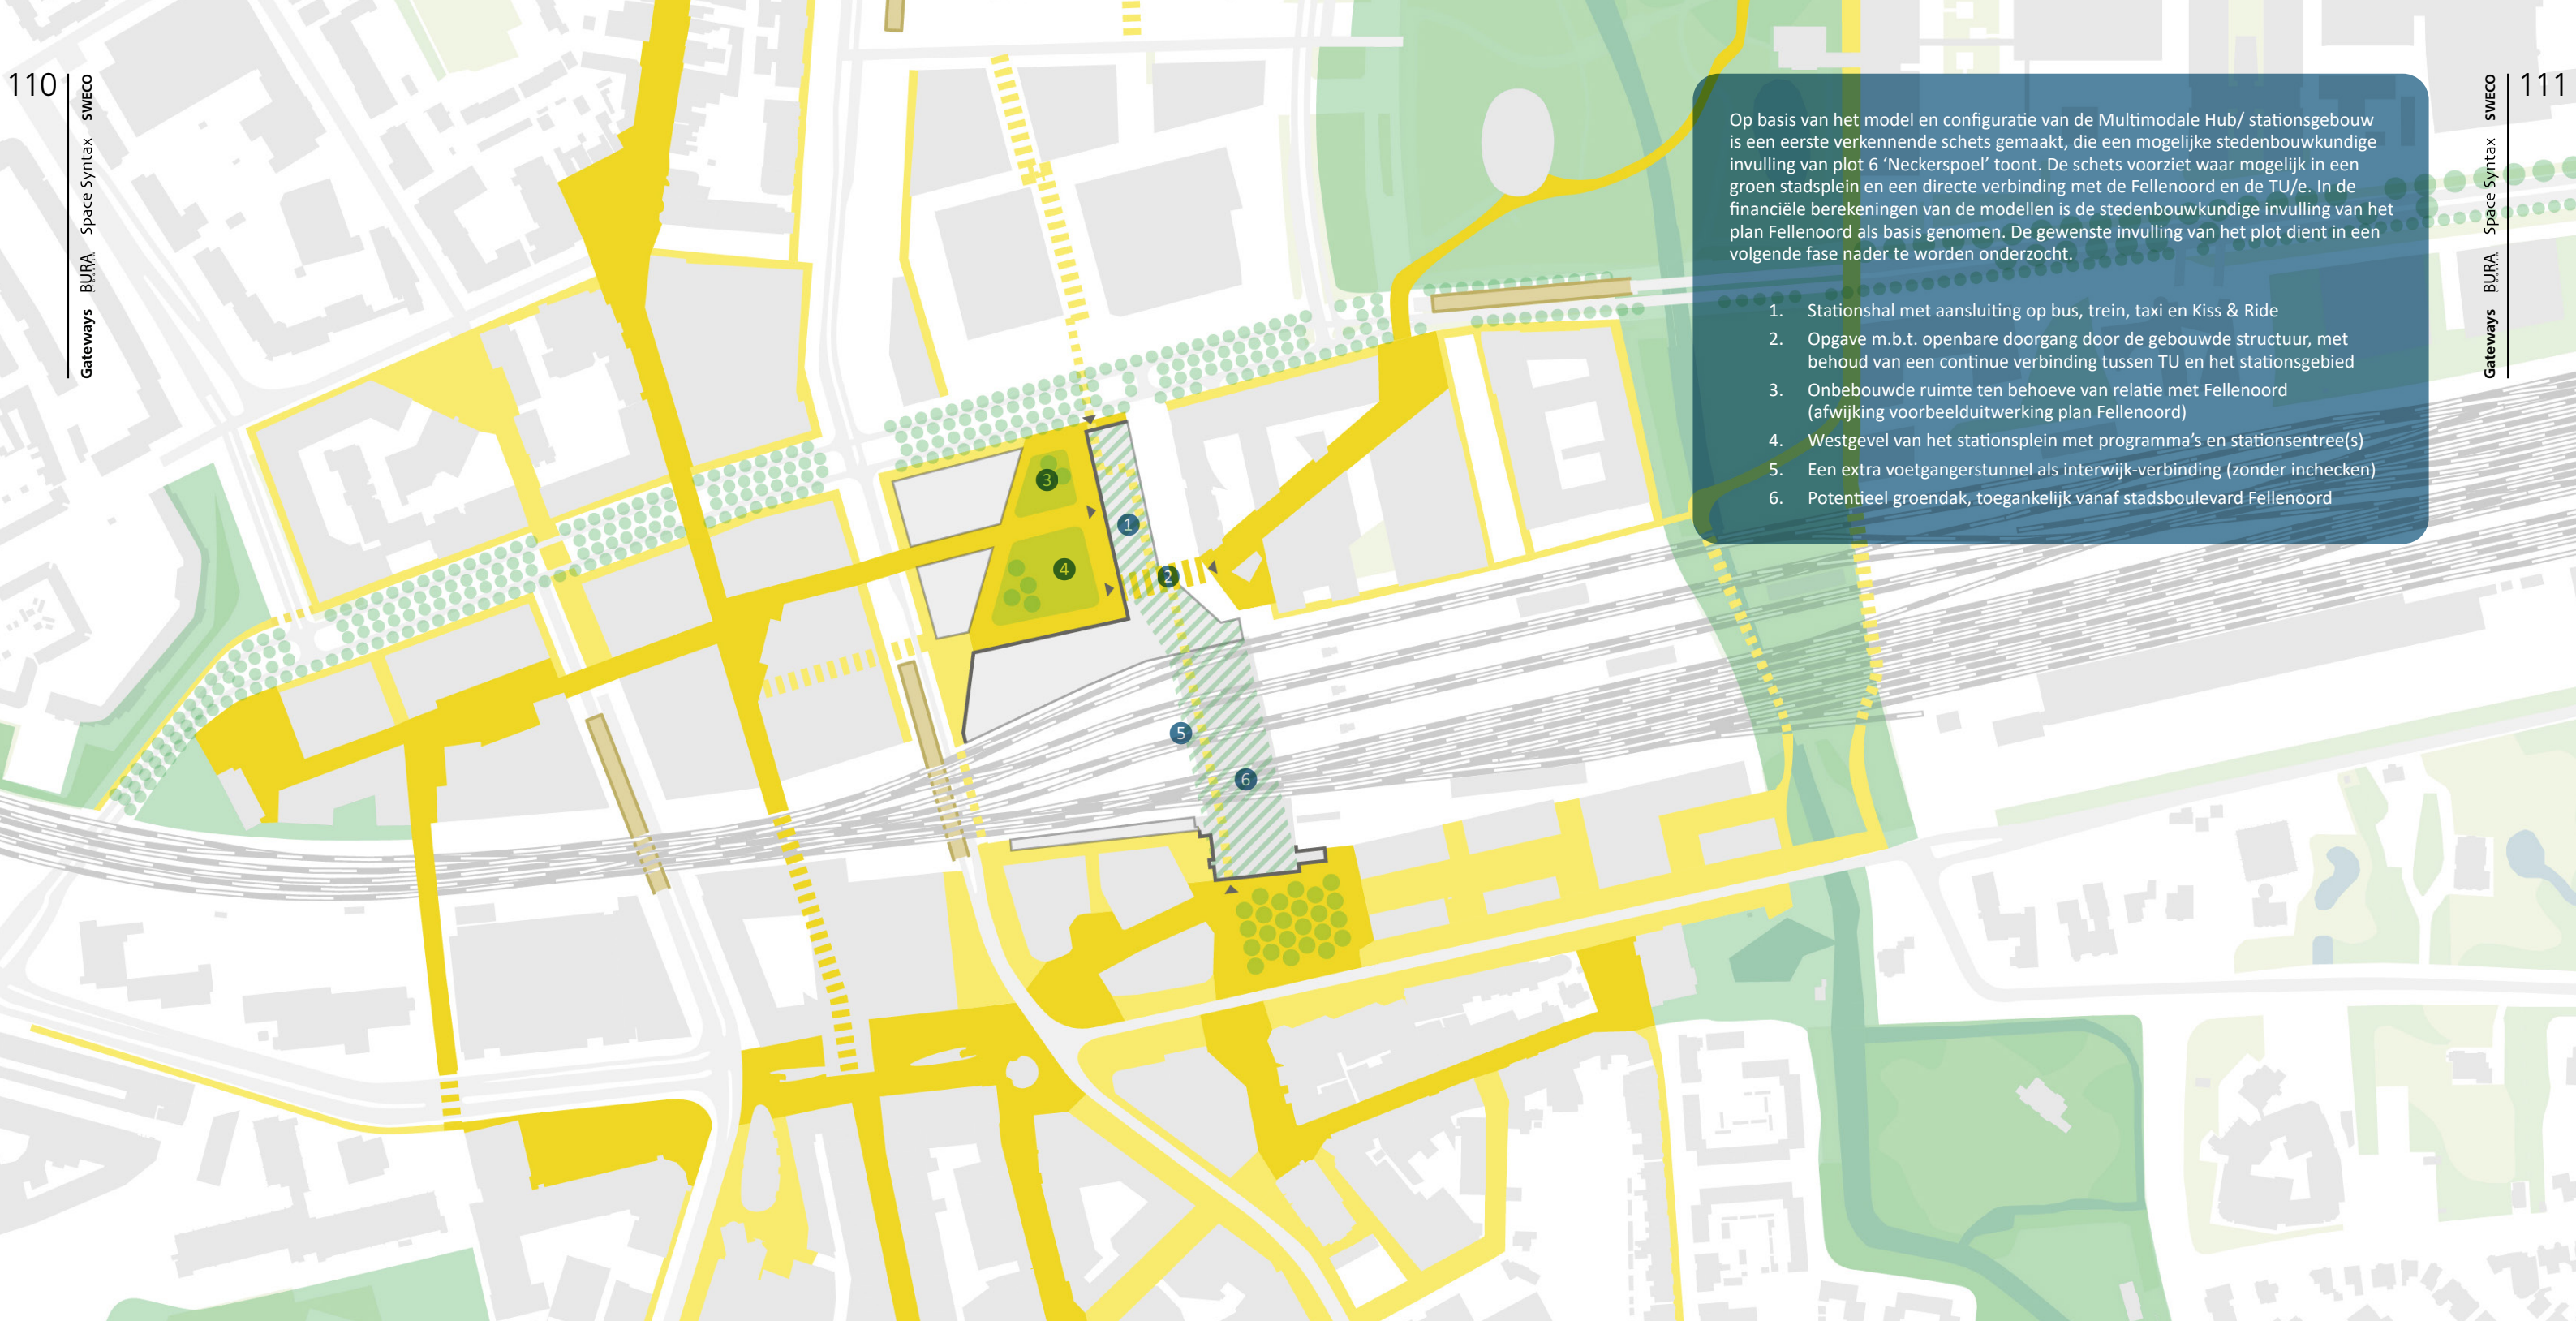 110
Gateways BURA Space Syntax SWECO
Op basis van het model en configuratie van de Multimodale Hub/ stationsgebouw
is een eerste verkennende schets gemaakt, die een mogelijke stedenbouwkundige
invulling van plot 6 ‘Neckerspoel’ toont. De schets voorziet waar mogelijk in een
groen stadsplein en een directe verbinding met de Fellenoord en de TU/e. In de
financiële berekeningen van de modellen is de stedenbouwkundige invulling van het
plan Fellenoord als basis genomen. De gewenste invulling van het plot dient in een
volgende fase nader te worden onderzocht.
1. Stationshal met aansluiting op bus, trein, taxi en Kiss & Ride
2. Opgave m.b.t. openbare doorgang door de gebouwde structuur, met
behoud van een continue verbinding tussen TU en het stationsgebied
3. Onbebouwde ruimte ten behoeve van relatie met Fellenoord
(afwijking voorbeelduitwerking plan Fellenoord)
4. Westgevel van het stationsplein met programma’s en stationsentree(s)
5. Een extra voetgangerstunnel als interwijk-verbinding (zonder inchecken)
6. Potentieel groendak, toegankelijk vanaf stadsboulevard Fellenoord
111
Gateways BURA Space Syntax SWECO
3
1
4
2
5
6